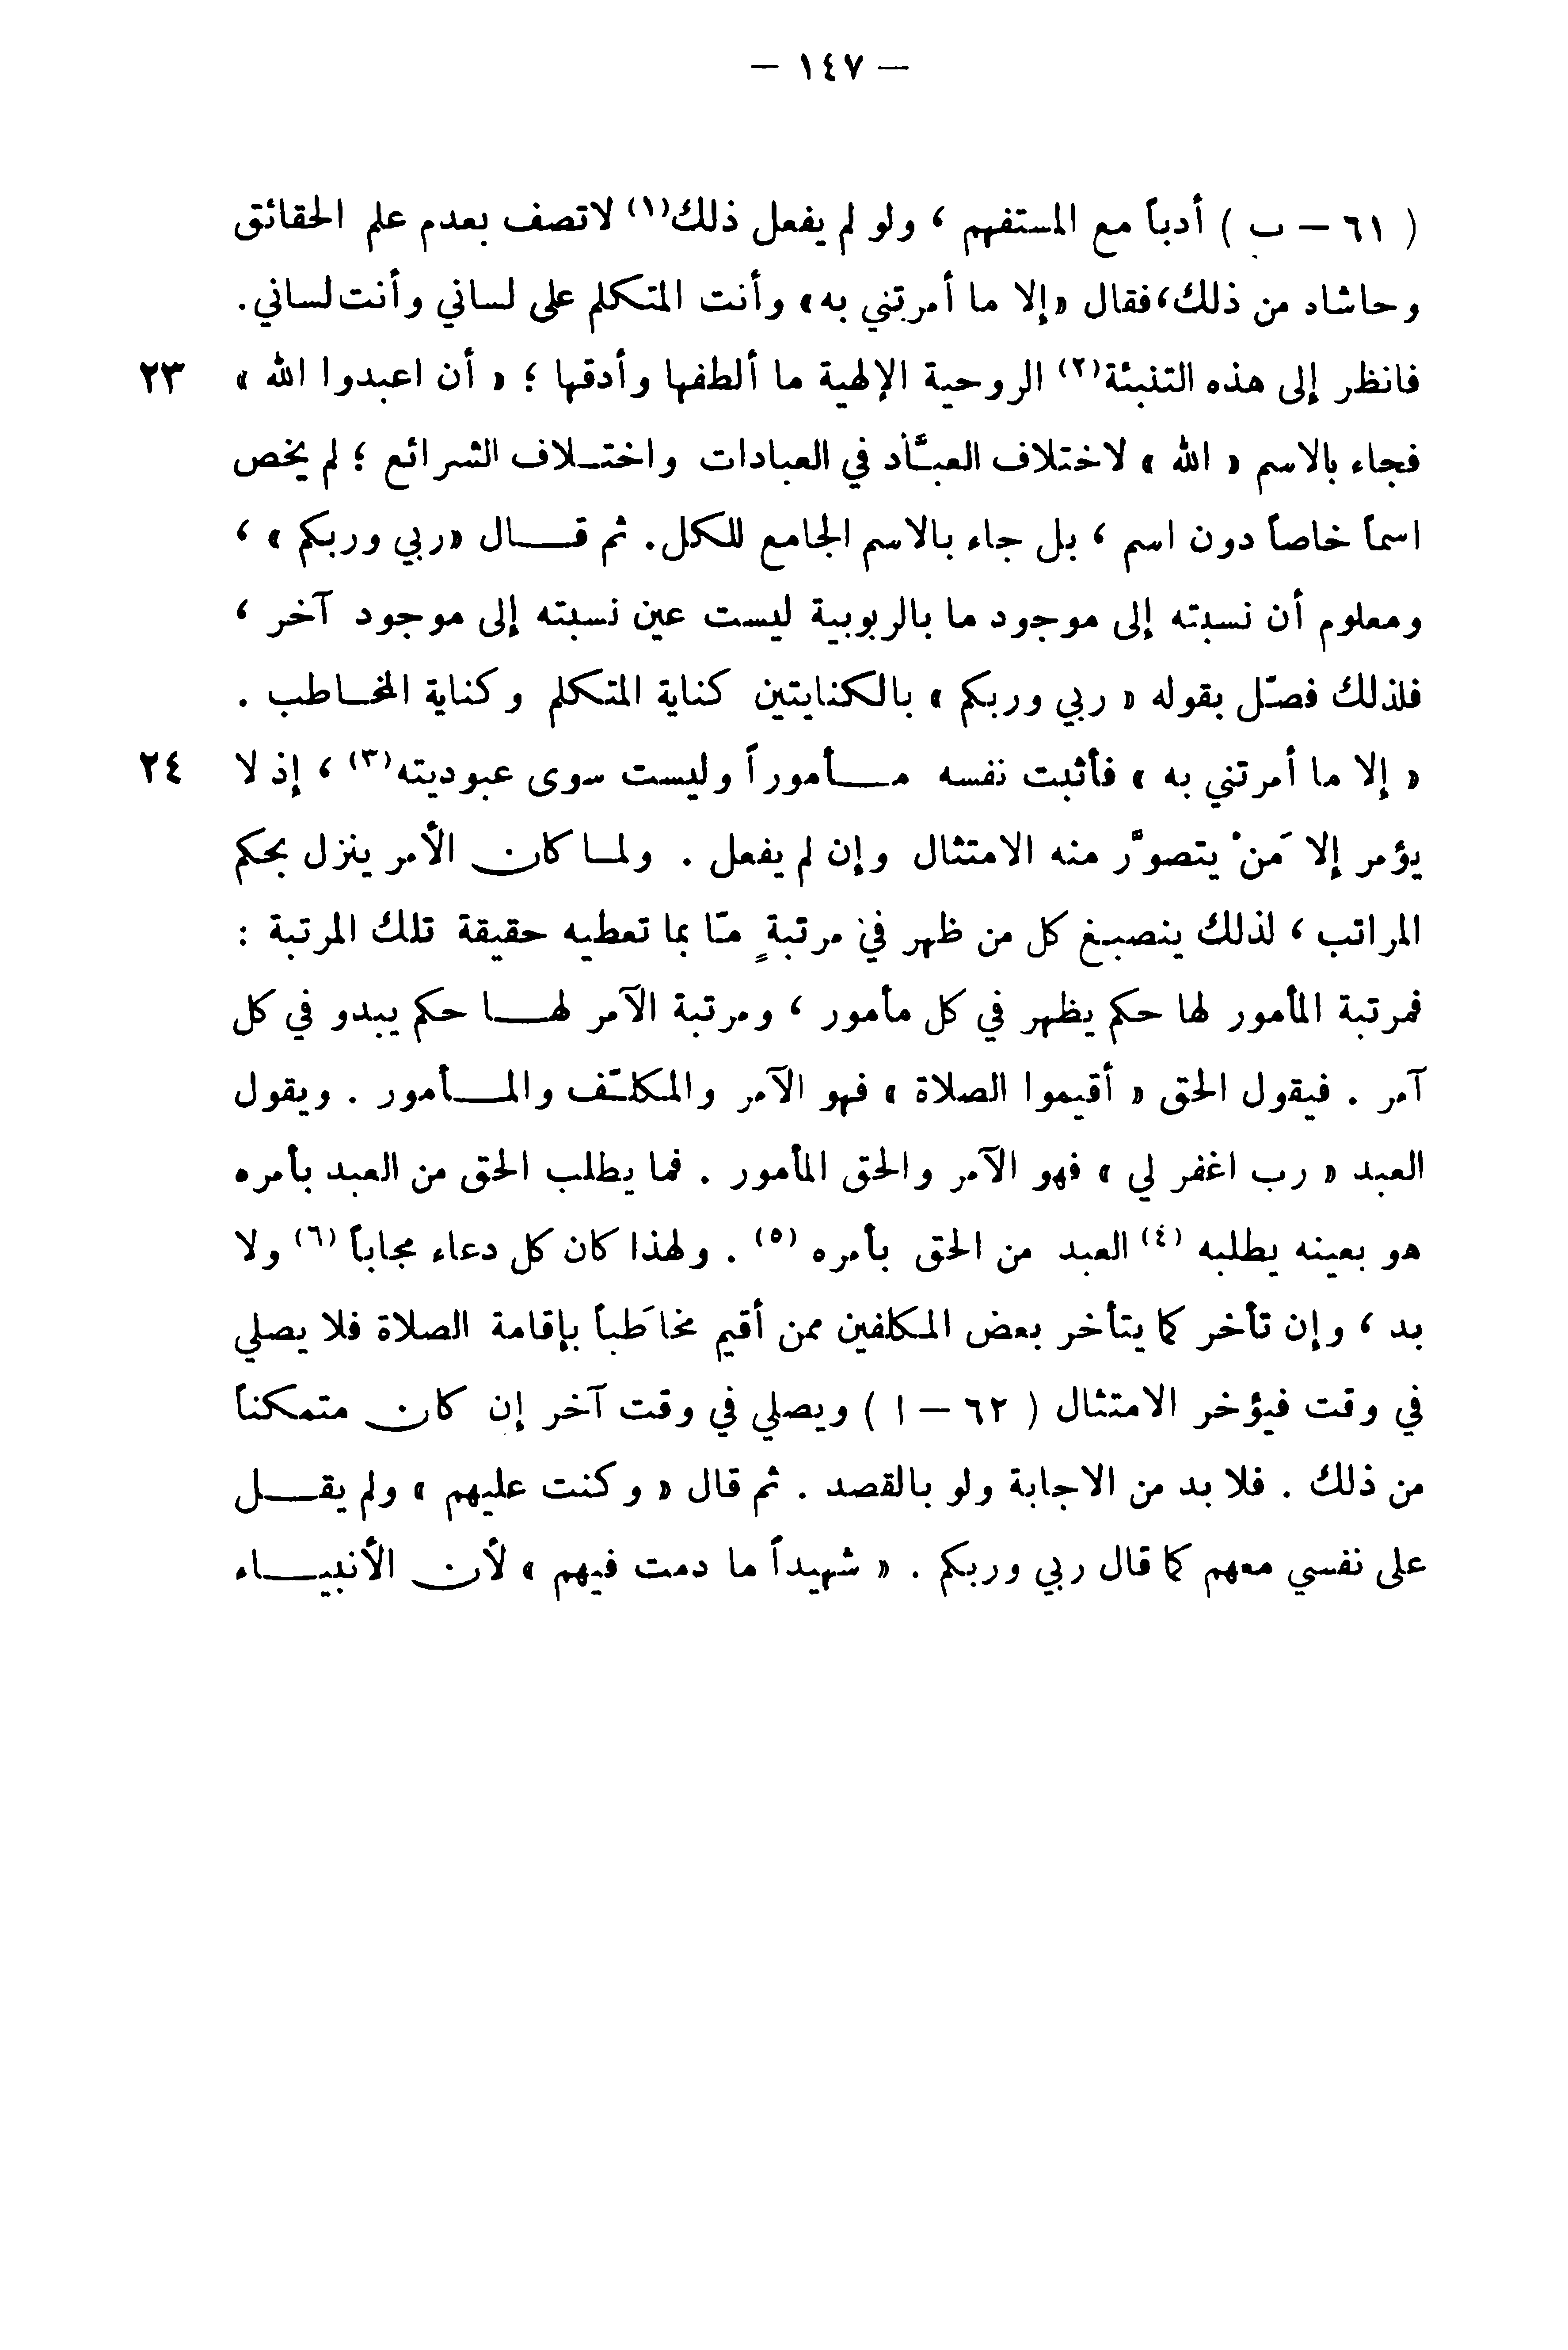 – ١٤٧ –
( ٦١ – ب ) أدباً مع المستفهم ، ولو لم يفعل ذلك(١) لاتصف بعدم علم الحقائق
وحاشاه من ذلك،فقال «إلا ما أمرتني به» وأنت المتكلم على لساني وأنت لساني.
فانظر إلى هذه التنبئة(٢) الروحية الإلهية ما ألطفها وأدقها ؛ « أن اعبدوا الله » ٢٣
فجاء بالاسم « الله » لاختلاف العبَّاد في العبادات واختلاف الشرائع ؛ لم يخص
اسماً خاصاً دون اسم ، بل جاء بالاسم الجامع للكل. ثم قال «ربي وربكم» ،
ومعلوم أن نسبته إلى موجود ما بالربوبية ليست عين نسبته إلى موجود آخر ،
فلذلك فصّل بقوله « ربي وربكم » بالكنايتين كناية المتكلم وكناية المخاطب .
« إلا ما أمرتني به » فأثبت نفسه مأموراً وليست سوى عبوديته(٣) ، إذ لا ٢٤
يؤمر إلا مَنْ يتصوَّر منه الامتثال وإن لم يفعل . ولما كان الأمر ينزل بحكم
المراتب ، لذلك ينصبغ كل من ظهر في مرتبةٍ مّا بما تعطيه حقيقة تلك المرتبة :
فمرتبة المأمور لها حكم يظهر في كل مأمور ، ومرتبة الآمر لها حكم يبدو في كل
آمر . فيقول الحق « أقيموا الصلاة » فهو الآمر والمكلّف والمأمور . ويقول
العبد « رب اغفر لي » فهو الآمر والحق المأمور . فما يطلب الحق من العبد بأمره
هو بعينه يطلبه (٤) العبد من الحق بأمره (٥) . ولهذا كان كل دعاء مجاباً (٦) ولا
بد ، وإن تأخر كما يتأخر بعض المكلفين ممن أقيم مخاطَباً بإقامة الصلاة فلا يصلي
في وقت فيؤخر الامتثال ( ٦٢ – ا ) ويصلي في وقت آخر إن كان متمكناً
من ذلك . فلا بد من الاجابة ولو بالقصد . ثم قال « وكنت عليهم » ولم يقل
على نفسي معهم كما قال ربي وربكم . « شهيداً ما دمت فيهم » لأن الأنبياء